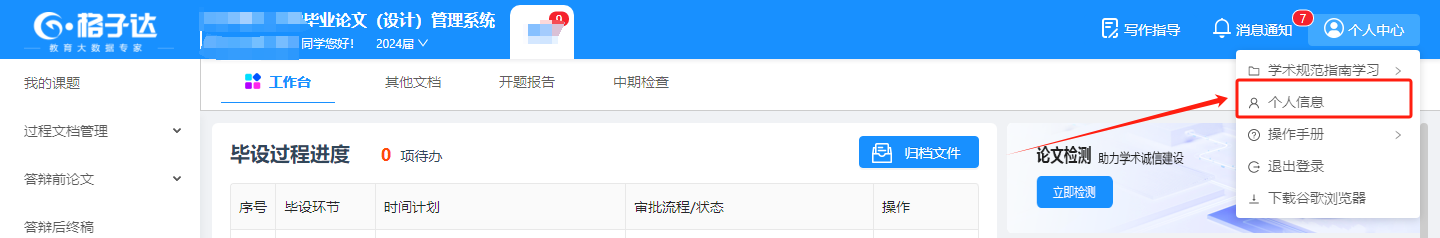 格子达
教育大数据专家
毕业论文（设计）管理系统
同学您好！ 2024届
9
写作指导
消息通知
7
个人中心
我的课题
过程文档管理
答辩前论文
答辩后终稿
工作台 其他文档 开题报告 中期检查
毕设过程进度 0 项待办
归档文件
序号 毕设环节 时间计划 审批流程/状态 操作
论文检测 助力学术诚信建设
立即检测
学术规范指南学习
个人信息
操作手册
退出登录
下载谷歌浏览器